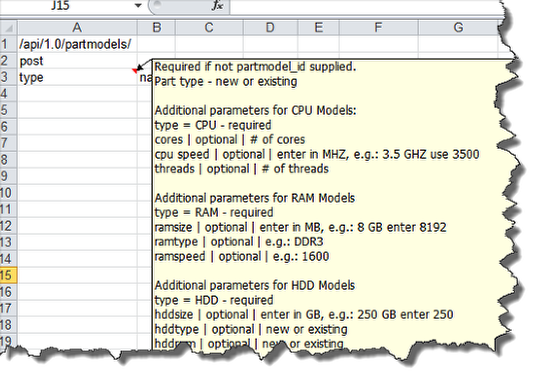 J15
fx
A B C D E F G
1 /api/1.0/partmodels/
2 post
3 type na
Required if not partmodel_id supplied.
Part type - new or existing
Additional parameters for CPU Models:
type = CPU - required
cores | optional | # of cores
cpu speed | optional | enter in MHZ, e.g.: 3.5 GHZ use 3500
threads | optional | # of threads
Additional parameters for RAM Models
type = RAM - required
ramsize | optional | enter in MB, e.g.: 8 GB enter 8192
ramtype | optional | e.g.: DDR3
ramspeed | optional | e.g.: 1600
Additional parameters for HDD Models
type = HDD - required
hddsize | optional | enter in GB, e.g.: 250 GB enter 250
hddtype | optional | new or existing
hddrpm | optional | new or existing
4
5
6
7
8
9
10
11
12
13
14
15
16
17
18
19